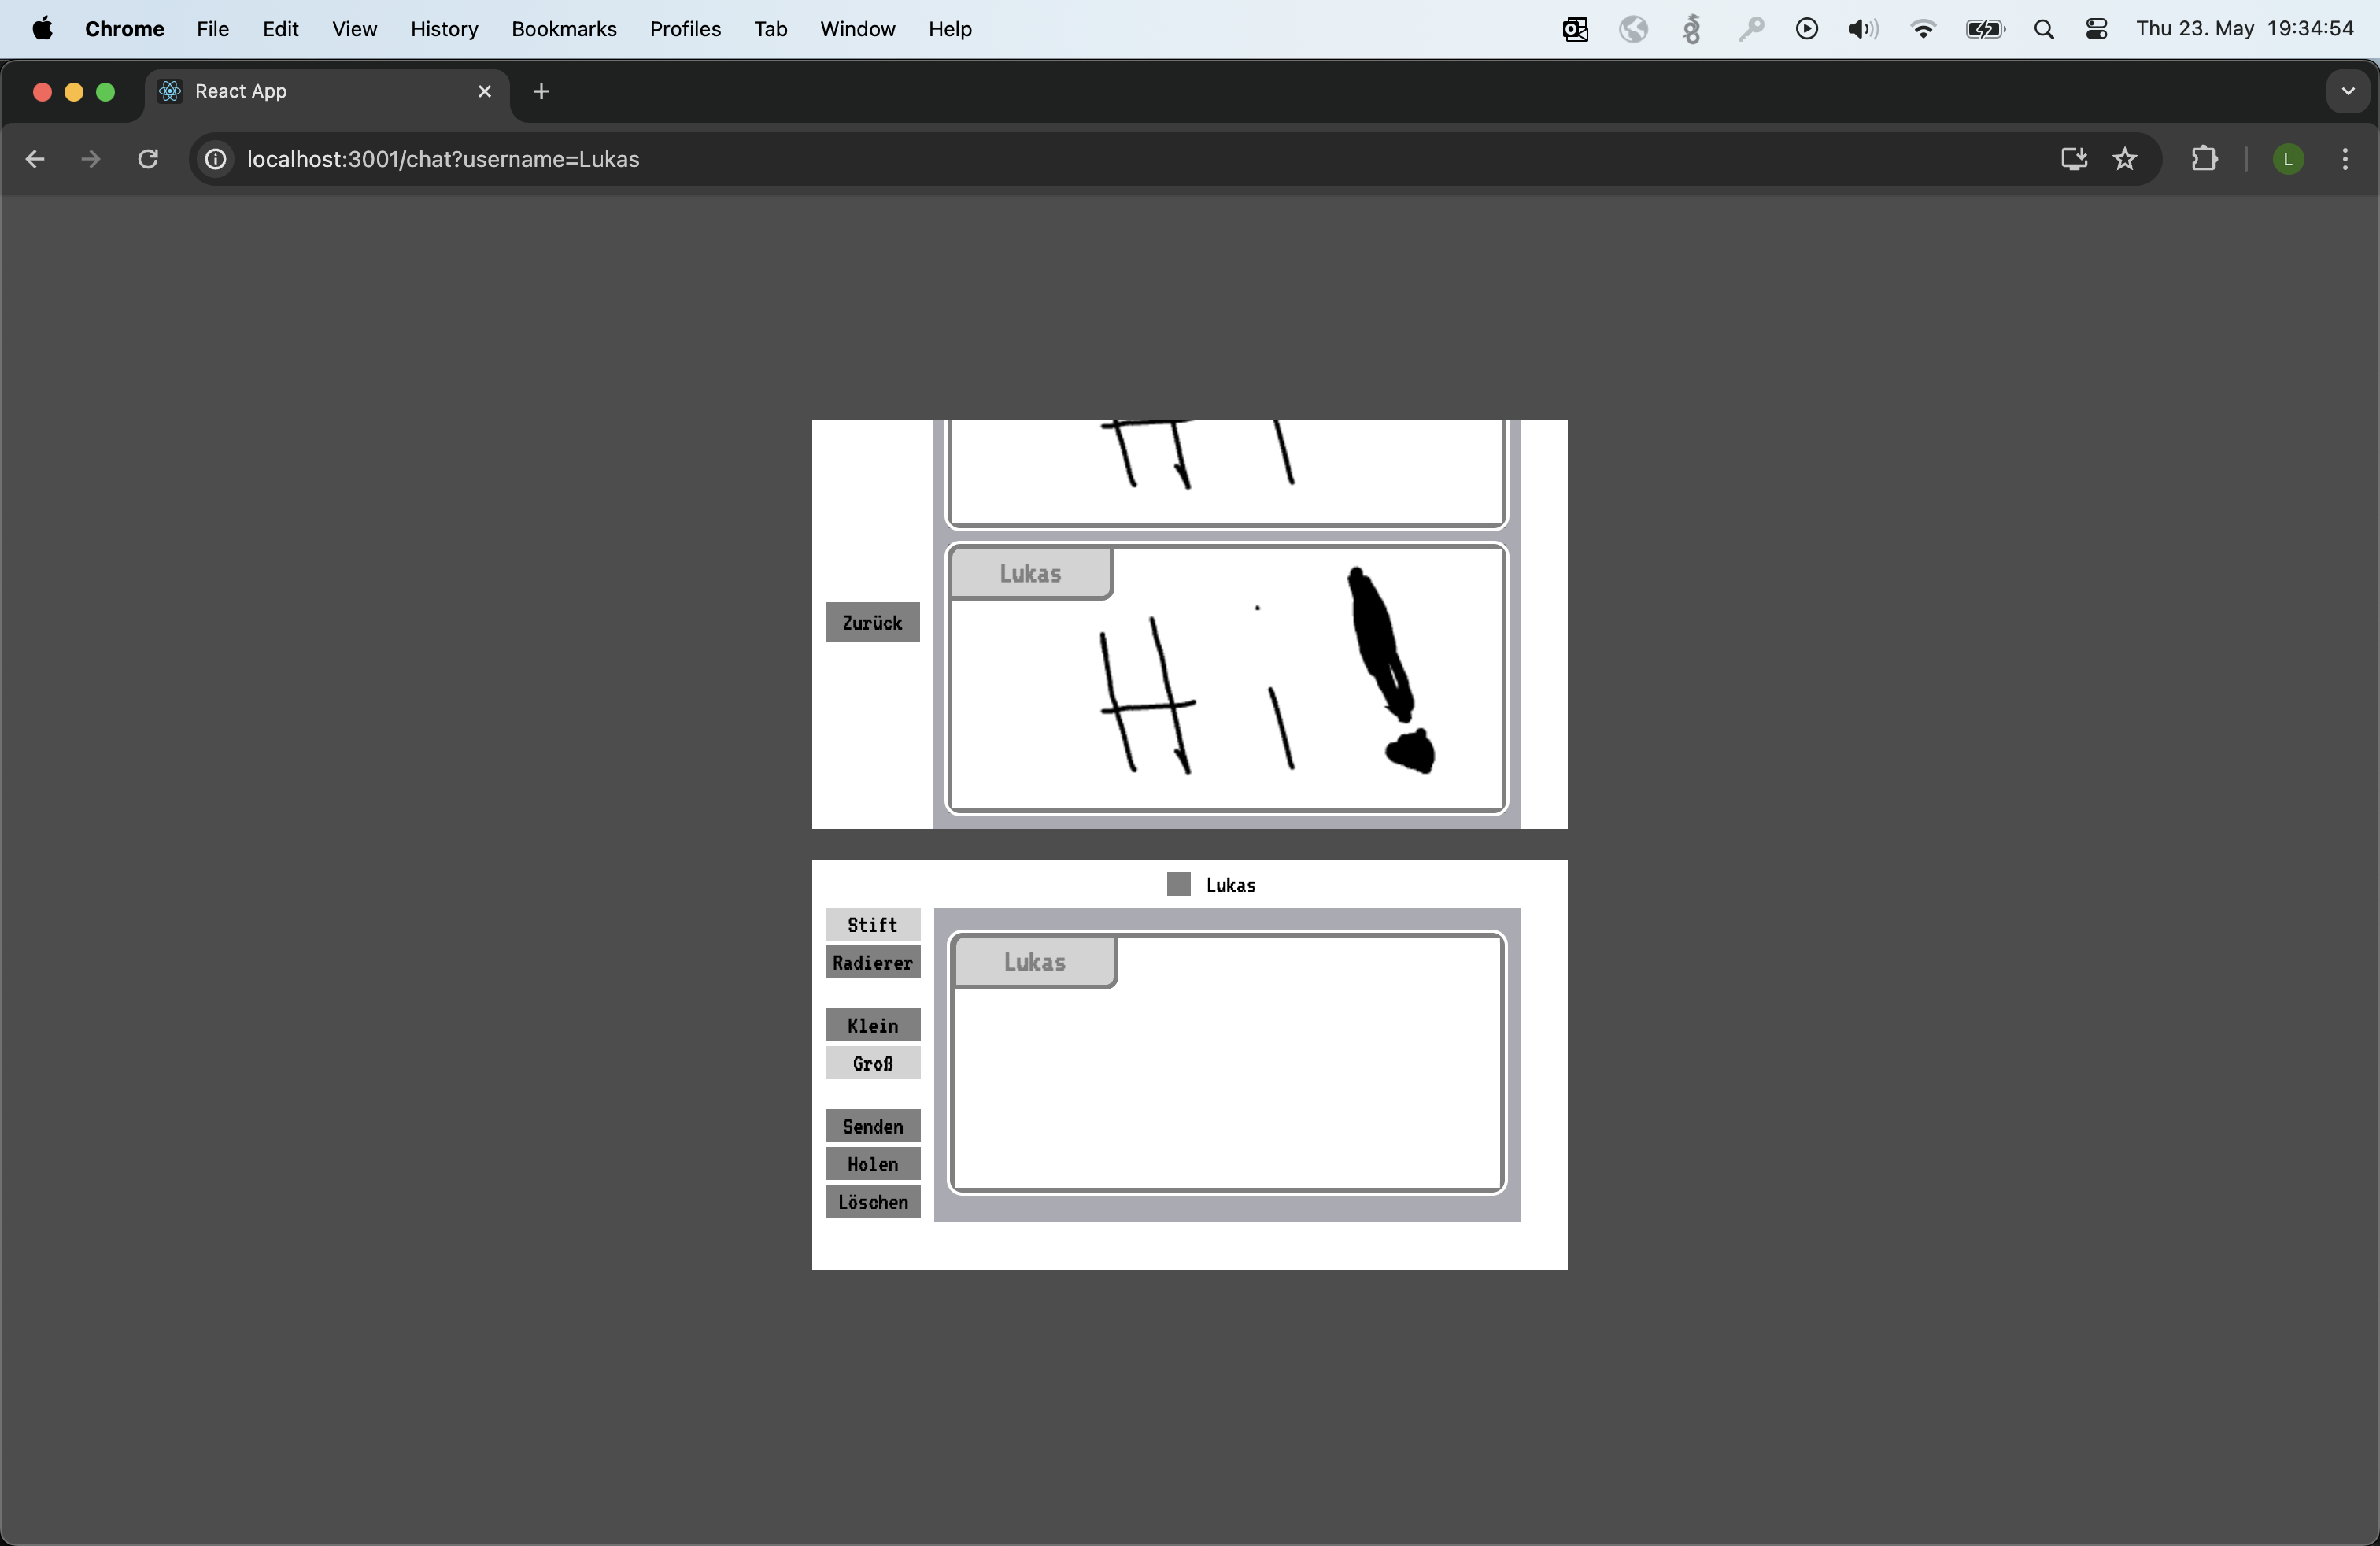 Chrome File Edit View History Bookmarks Profiles Tab Window Help Thu 23. May 19:34:54
React App
localhost:3001/chat?username=Lukas L
Lukas
Zurück
Hi!
Lukas
Stift
Radierer
Lukas
Klein
Groß
Senden
Holen
Löschen